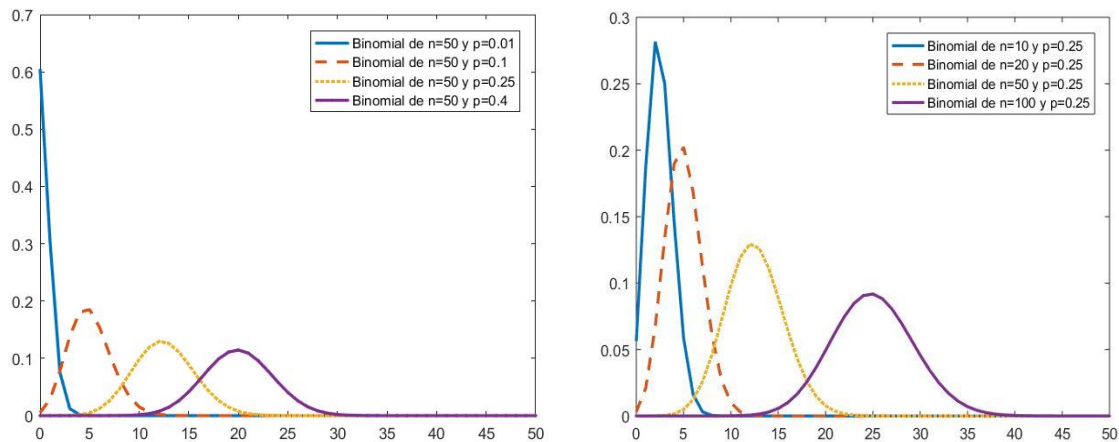 0.7
0.6
0.5
0.4
0.3
0.2
0.1
0
0 5 10 15 20 25 30 35 40 45 50
Binomial de n=50 y p=0.01
Binomial de n=50 y p=0.1
Binomial de n=50 y p=0.25
Binomial de n=50 y p=0.4
0.3
0.25
0.2
0.15
0.1
0.05
0
0 5 10 15 20 25 30 35 40 45 50
Binomial de n=10 y p=0.25
Binomial de n=20 y p=0.25
Binomial de n=50 y p=0.25
Binomial de n=100 y p=0.25